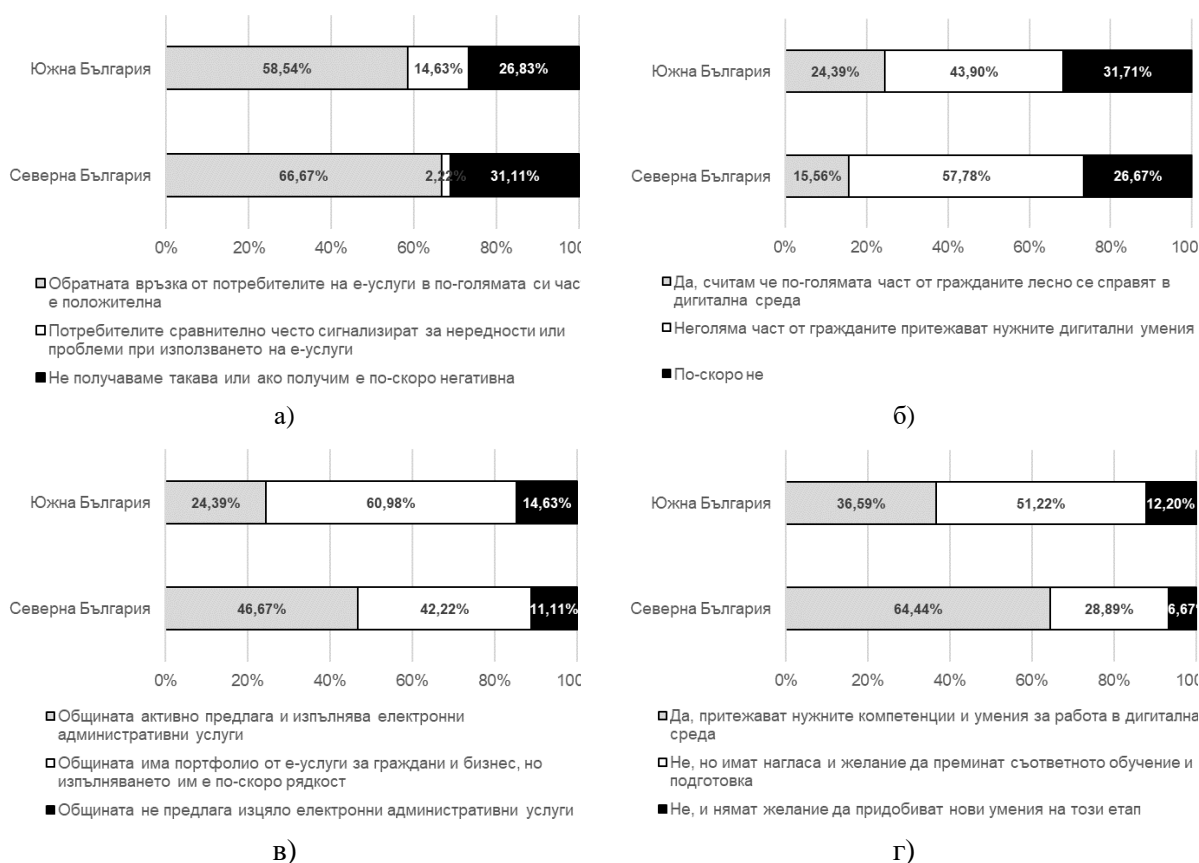 Южна България
58,54%
14,63%
26,83%
Северна България
66,67%
2,22%
31,11%
0%
20%
40%
60%
80%
100
Обратната връзка от потребителите на е-услуги в по-голямата си час
е положителна
Потребителите сравнително често сигнализират за нередности или
проблеми при използването на е-услуги
Не получаваме такава или ако получим е по-скоро негативна
а)
Южна България
24,39%
43,90%
31,71%
Северна България
15,56%
57,78%
26,67%
0%
20%
40%
60%
80%
100
Да, считам че по-голямата част от гражданите лесно се справят в
дигитална среда
Неголяма част от гражданите притежават нужните дигитални умения
По-скоро не
б)
Южна България
24,39%
60,98%
14,63%
Северна България
46,67%
42,22%
11,11%
0%
20%
40%
60%
80%
100
Общината активно предлага и изпълнява електронни
административни услуги
Общината има портфолио от е-услуги за граждани и бизнес, но
изпълняването им е по-скоро рядкост
Общината не предлага изцяло електронни административни услуги
в)
Южна България
36,59%
51,22%
12,20%
Северна България
64,44%
28,89%
6,67%
0%
20%
40%
60%
80%
100
Да, притежават нужните компетенции и умения за работа в дигитална
среда
Не, но имат нагласа и желание да преминат съответното обучение и
подготовка
Не, и нямат желание да придобиват нови умения на този етап
г)